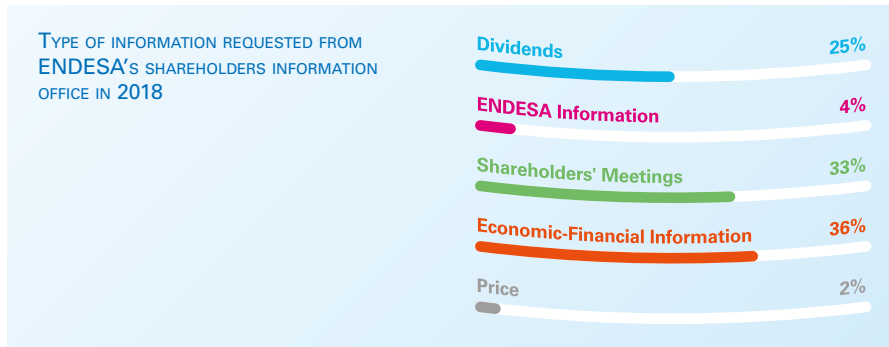 TYPE OF INFORMATION REQUESTED FROM
ENDESA'S SHAREHOLDERS INFORMATION
OFFICE IN 2018
Dividends 25%
ENDESA Information 4%
Shareholders' Meetings 33%
Economic-Financial Information 36%
Price 2%